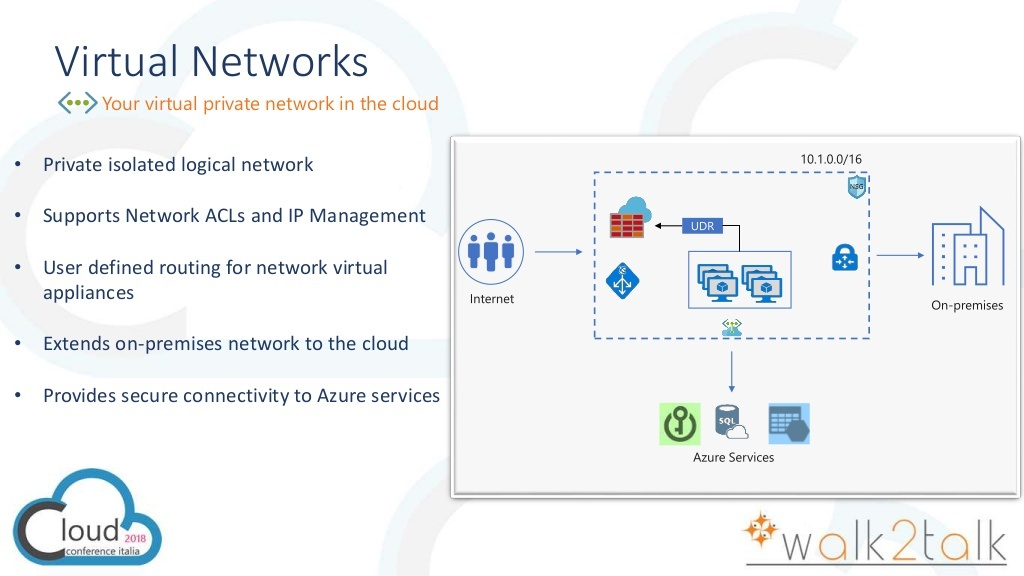 Virtual Networks
Your virtual private network in the cloud
• Private isolated logical network
• Supports Network ACLs and IP Management
• User defined routing for network virtual
appliances
• Extends on-premises network to the cloud
• Provides secure connectivity to Azure services
10.1.0.0/16
NSG
UDR
Internet
On-premises
SQL
Azure Services
Cloud 2018
conference italia
walk2talk